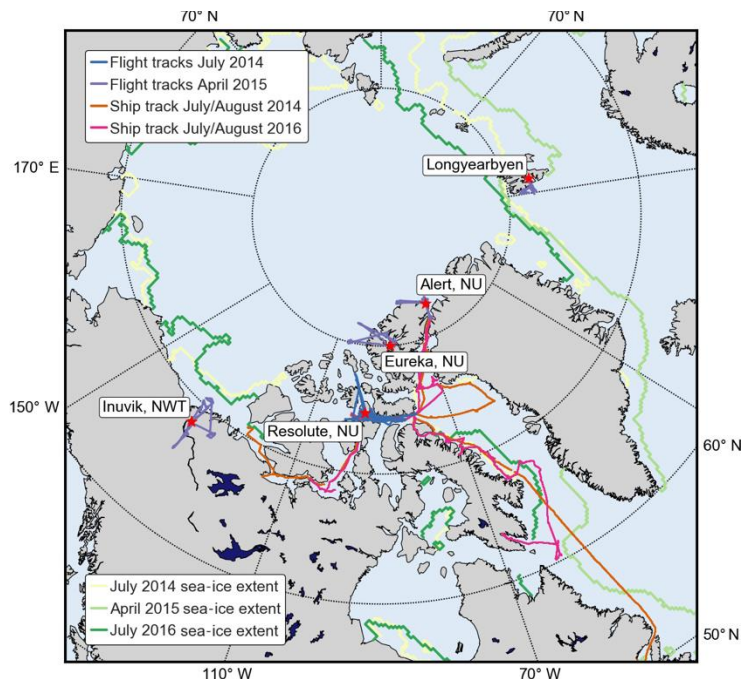 70° N
70° N
Flight tracks July 2014
Flight tracks April 2015
Ship track July/August 2014
Ship track July/August 2016
170° E
Longyearbyen
Alert, NU
Eureka, NU
Inuvik, NWT
150° W
Resolute, NU
60° N
July 2014 sea-ice extent
April 2015 sea-ice extent
July 2016 sea-ice extent
50° N
110° W
70° W